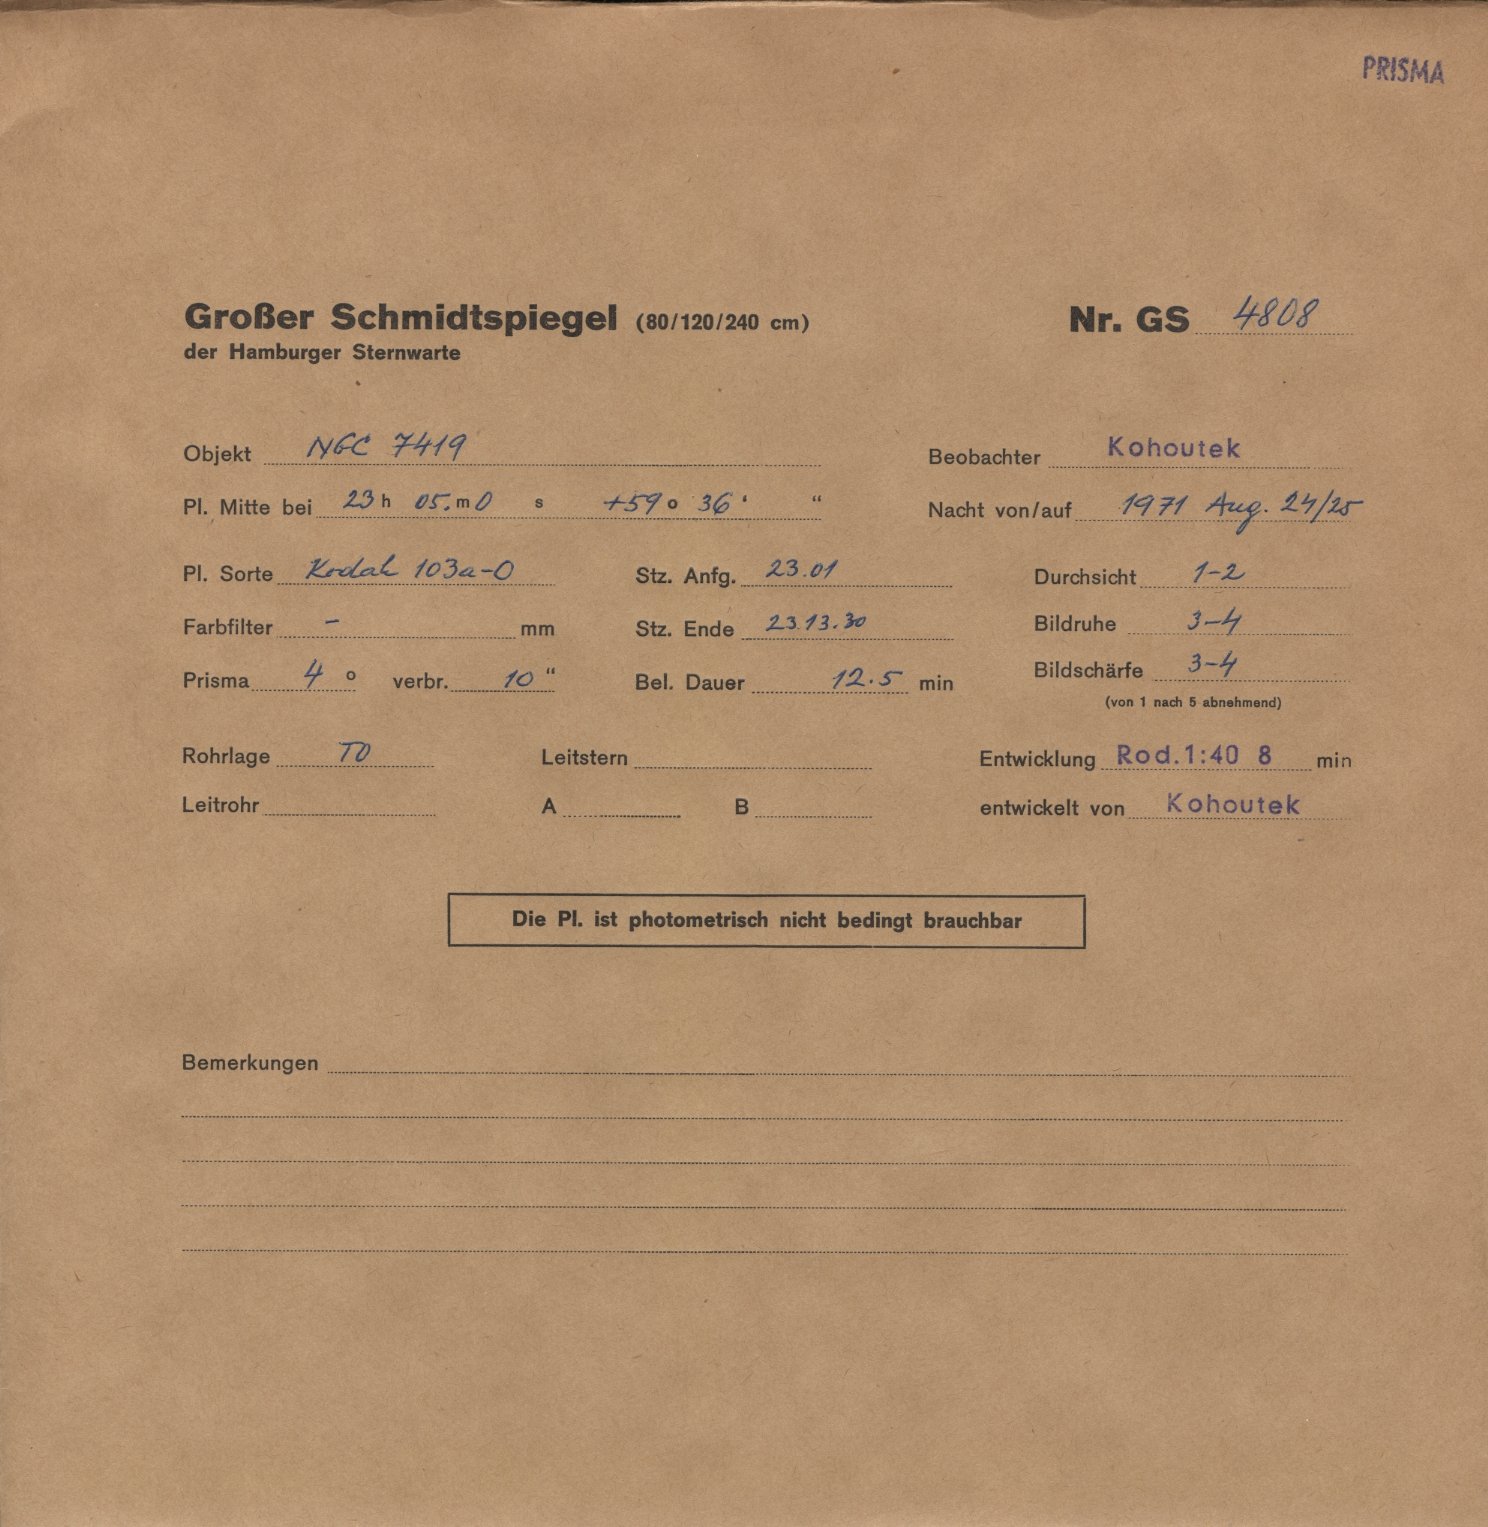 PRISMA
Großer Schmidtspiegel (80/120/240 cm) Nr. GS 4808
der Hamburger Sternwarte
Objekt NGC 7419 Beobachter Kohoutek
Pl. Mitte bei 23 h 05. m 0 s +59 o 36 ' “ Nacht von/auf 1971 Aug. 24/25
Pl. Sorte Kodak 103a-O Stz. Anfg. 23.01 Durchsicht 1-2
Farbfilter - mm Stz. Ende 23.13.30 Bildruhe 3-4
Prisma 4 o verbr. 10 “ Bel. Dauer 12.5 min Bildschärfe 3-4
(von 1 nach 5 abnehmend)
Rohrlage TO Leitstern Entwicklung Rod.1:40 8 min
Leitrohr A B entwickelt von Kohoutek
Die Pl. ist photometrisch nicht bedingt brauchbar
Bemerkungen